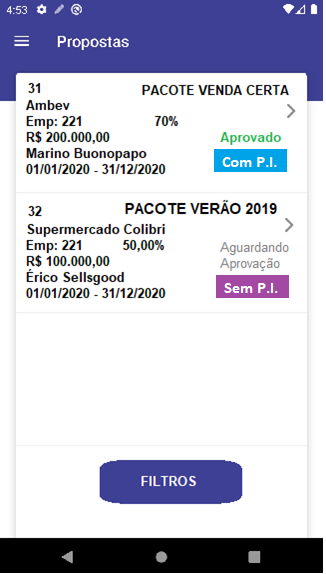 4:53
Propostas
31 PACOTE VENDA CERTA
Ambev
Emp: 221 70%
R$ 200.000,00 Aprovado
Marino Buonopapo Com P.I.
01/01/2020 - 31/12/2020
32 PACOTE VERÃO 2019
Supermercado Colibri
Emp: 221 50,00% Aguardando
R$ 100.000,00 Aprovação
Érico Sellsgood
01/01/2020 - 31/12/2020 Sem P.I.
FILTROS